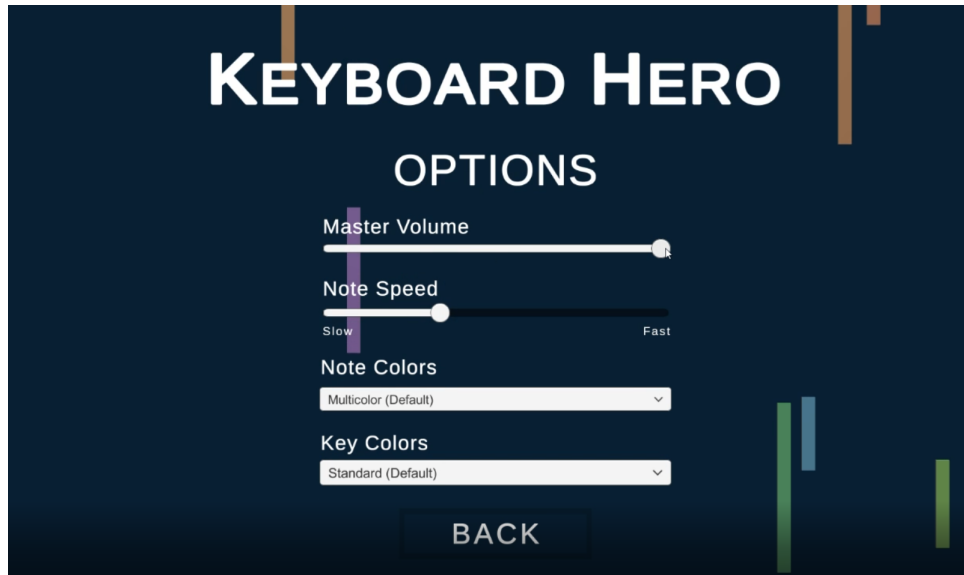 KEYBOARD HERO
OPTIONS
Master Volume
Note Speed
Slow Fast
Note Colors
Multicolor (Default)
Key Colors
Standard (Default)
BACK